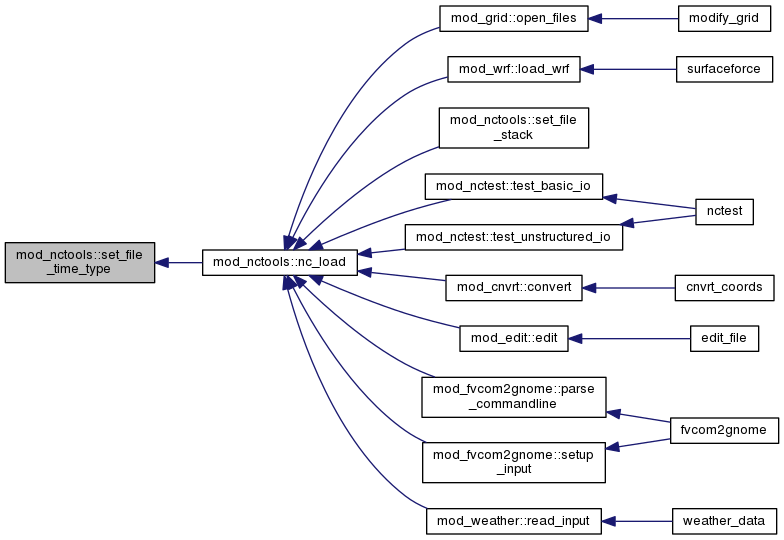 mod_grid::open_files
modify_grid
mod_wrf::load_wrf
surfaceforce
mod_nctools::set_file
_stack
mod_nctest::test_basic_io
nctest
mod_nctest::test_unstructured_io
mod_nctools::set_file
_time_type
mod_nctools::nc_load
mod_cnvrt::convert
cnvrt_coords
mod_edit::edit
edit_file
mod_fvcom2gnome::parse
_commandline
fvcom2gnome
mod_fvcom2gnome::setup
_input
mod_weather::read_input
weather_data